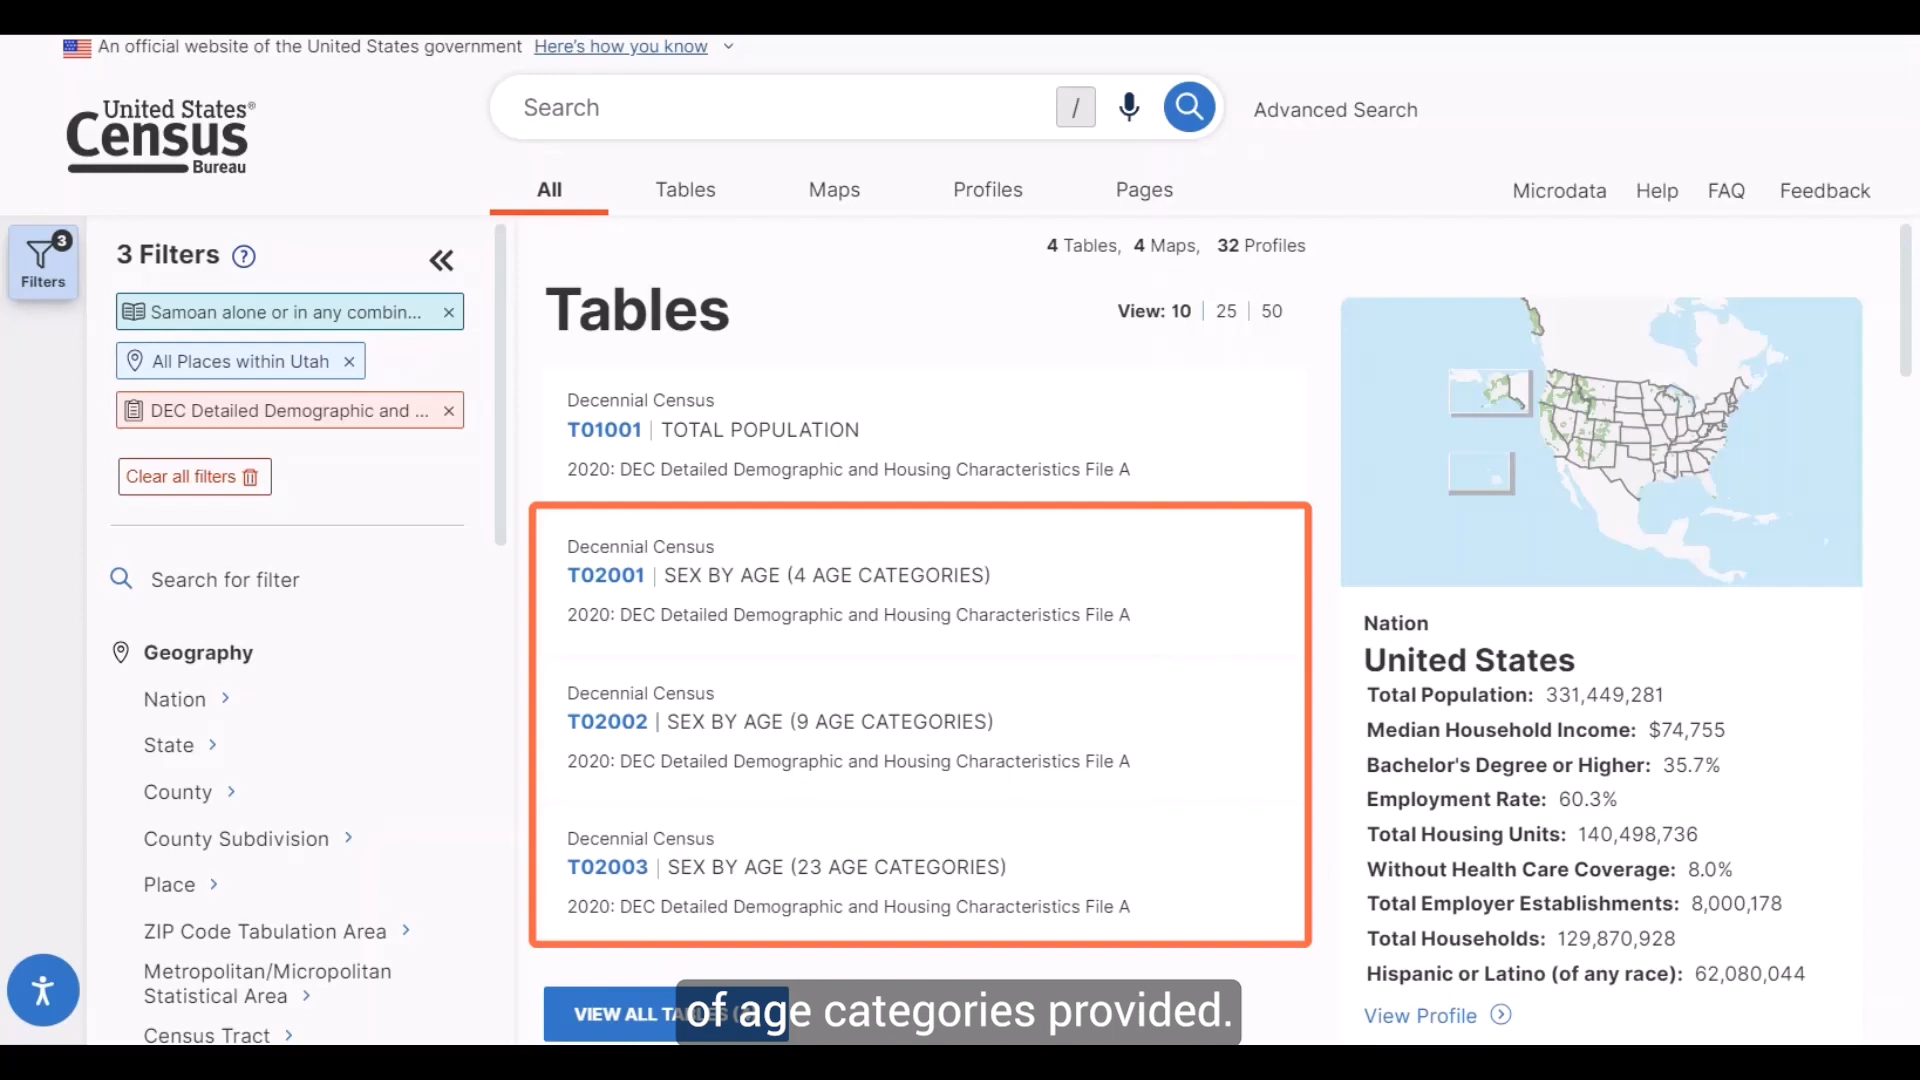 An official website of the United States government Here's how you know
United States®
Census
Bureau
Search /
Advanced Search
All Tables Maps Profiles Pages
Microdata Help FAQ Feedback
3
Filters
3 Filters ?
Samoan alone or in any combin... ×
All Places within Utah ×
DEC Detailed Demographic and ... ×
Clear all filters
Search for filter
Geography
Nation
State
County
County Subdivision
Place
ZIP Code Tabulation Area
Metropolitan/Micropolitan
Statistical Area
Census Tract
4 Tables, 4 Maps, 32 Profiles
Tables
View: 10 | 25 | 50
Decennial Census
T01001 | TOTAL POPULATION
2020: DEC Detailed Demographic and Housing Characteristics File A
Decennial Census
T02001 | SEX BY AGE (4 AGE CATEGORIES)
2020: DEC Detailed Demographic and Housing Characteristics File A
Decennial Census
T02002 | SEX BY AGE (9 AGE CATEGORIES)
2020: DEC Detailed Demographic and Housing Characteristics File A
Decennial Census
T02003 | SEX BY AGE (23 AGE CATEGORIES)
2020: DEC Detailed Demographic and Housing Characteristics File A
VIEW ALL TABLES
of age categories provided.
Nation
United States
Total Population: 331,449,281
Median Household Income: $74,755
Bachelor's Degree or Higher: 35.7%
Employment Rate: 60.3%
Total Housing Units: 140,498,736
Without Health Care Coverage: 8.0%
Total Employer Establishments: 8,000,178
Total Households: 129,870,928
Hispanic or Latino (of any race): 62,080,044
View Profile